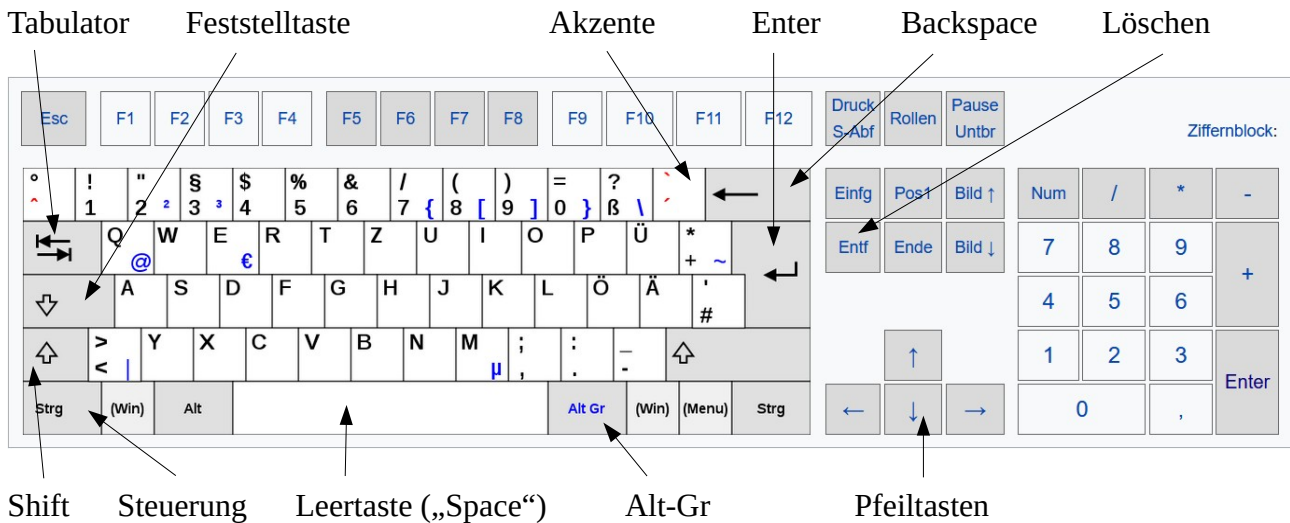 Tabulator Feststelltaste Akzente Enter Backspace Löschen
Esc F1 F2 F3 F4 F5 F6 F7 F8 F9 F10 F11 F12 Druck S-Abf Rollen Pause Untbr
Ziffernblock:
° ! " § $ % & / ( ) = ? `
^ 1 2 ² 3 ³ 4 5 6 7 { 8 [ 9 ] 0 } ß \ ´ ← Einfg Pos1 Bild ↑ Num / * -
Q @ W E € R T Z U I O P Ü * + ~ Entf Ende Bild ↓ 7 8 9 +
A S D F G H J K L Ö Ä ' # 4 5 6
> < | Y X C V B N M µ ; , : . _ - ↑ 1 2 3 Enter
Strg (Win) Alt Alt Gr (Win) (Menu) Strg ← ↓ → 0 ,
Shift Steuerung Leertaste („Space“) Alt-Gr Pfeiltasten